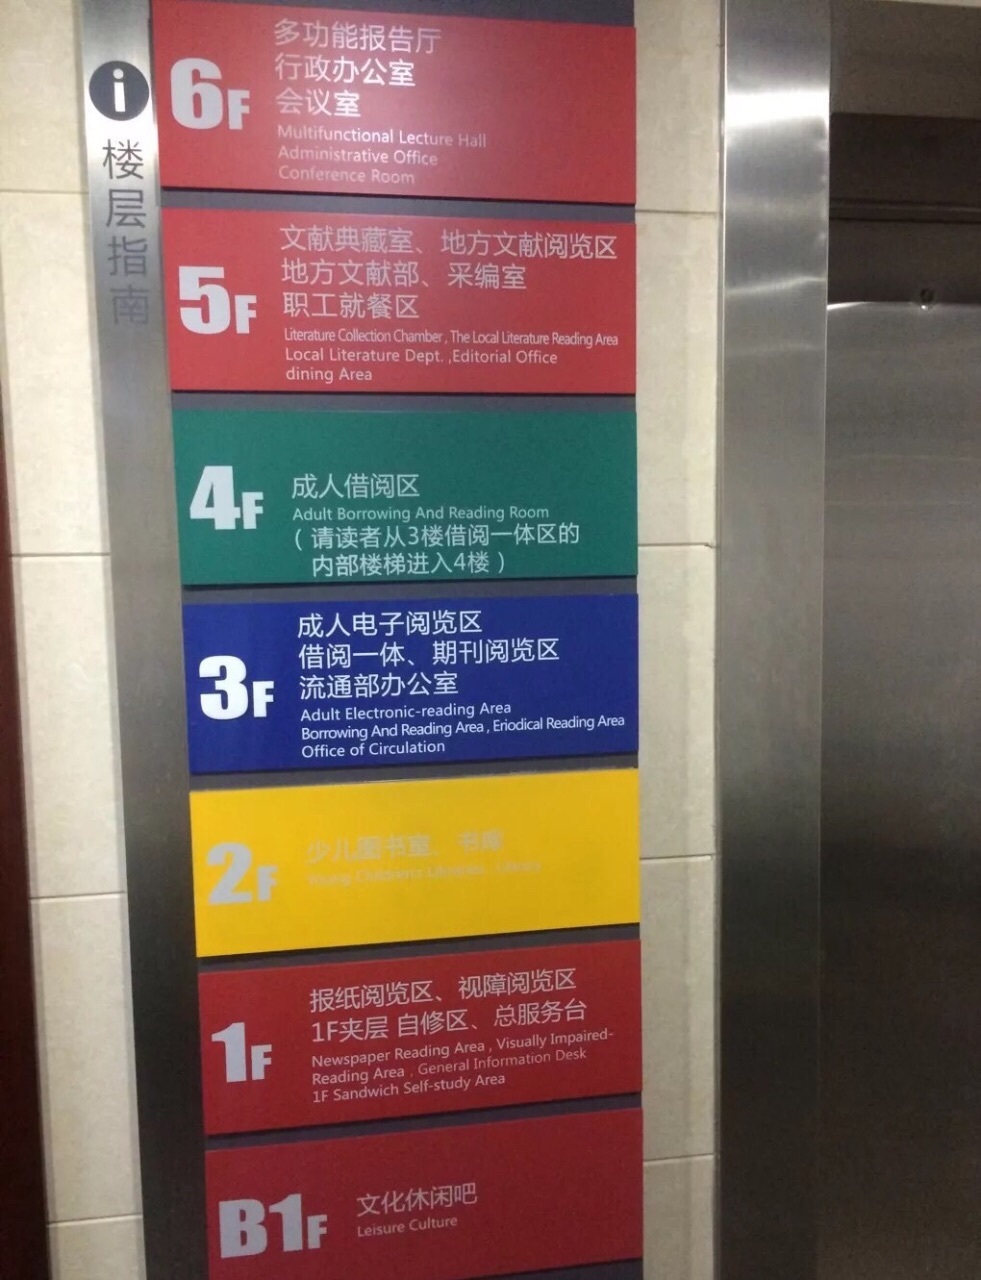 i
楼层指南
6F
多功能报告厅
行政办公室
会议室
Multifunctional Lecture Hall
Administrative Office
Conference Room
5F
文献典藏室、地方文献阅览区
地方文献部、采编室
职工就餐区
Literature Collection Chamber, The Local Literature Reading Area
Local Literature Dept. ,Editorial Office
dining Area
4F
成人借阅区
Adult Borrowing And Reading Room
（ 请读者从3楼借阅一体区的
内部楼梯进入4楼 ）
3F
成人电子阅览区
借阅一体、期刊阅览区
流通部办公室
Adult Electronic-reading Area
Borrowing And Reading Area , Eriodical Reading Area
Office of Circulation
2F
少儿图书室、书库
Young Children's Libraries , Library
1F
报纸阅览区、视障阅览区
1F夹层 自修区、总服务台
Newspaper Reading Area , Visually Impaired-
Reading Area , General Information Desk
1F Sandwich Self-study Area
B1F
文化休闲吧
Leisure Culture